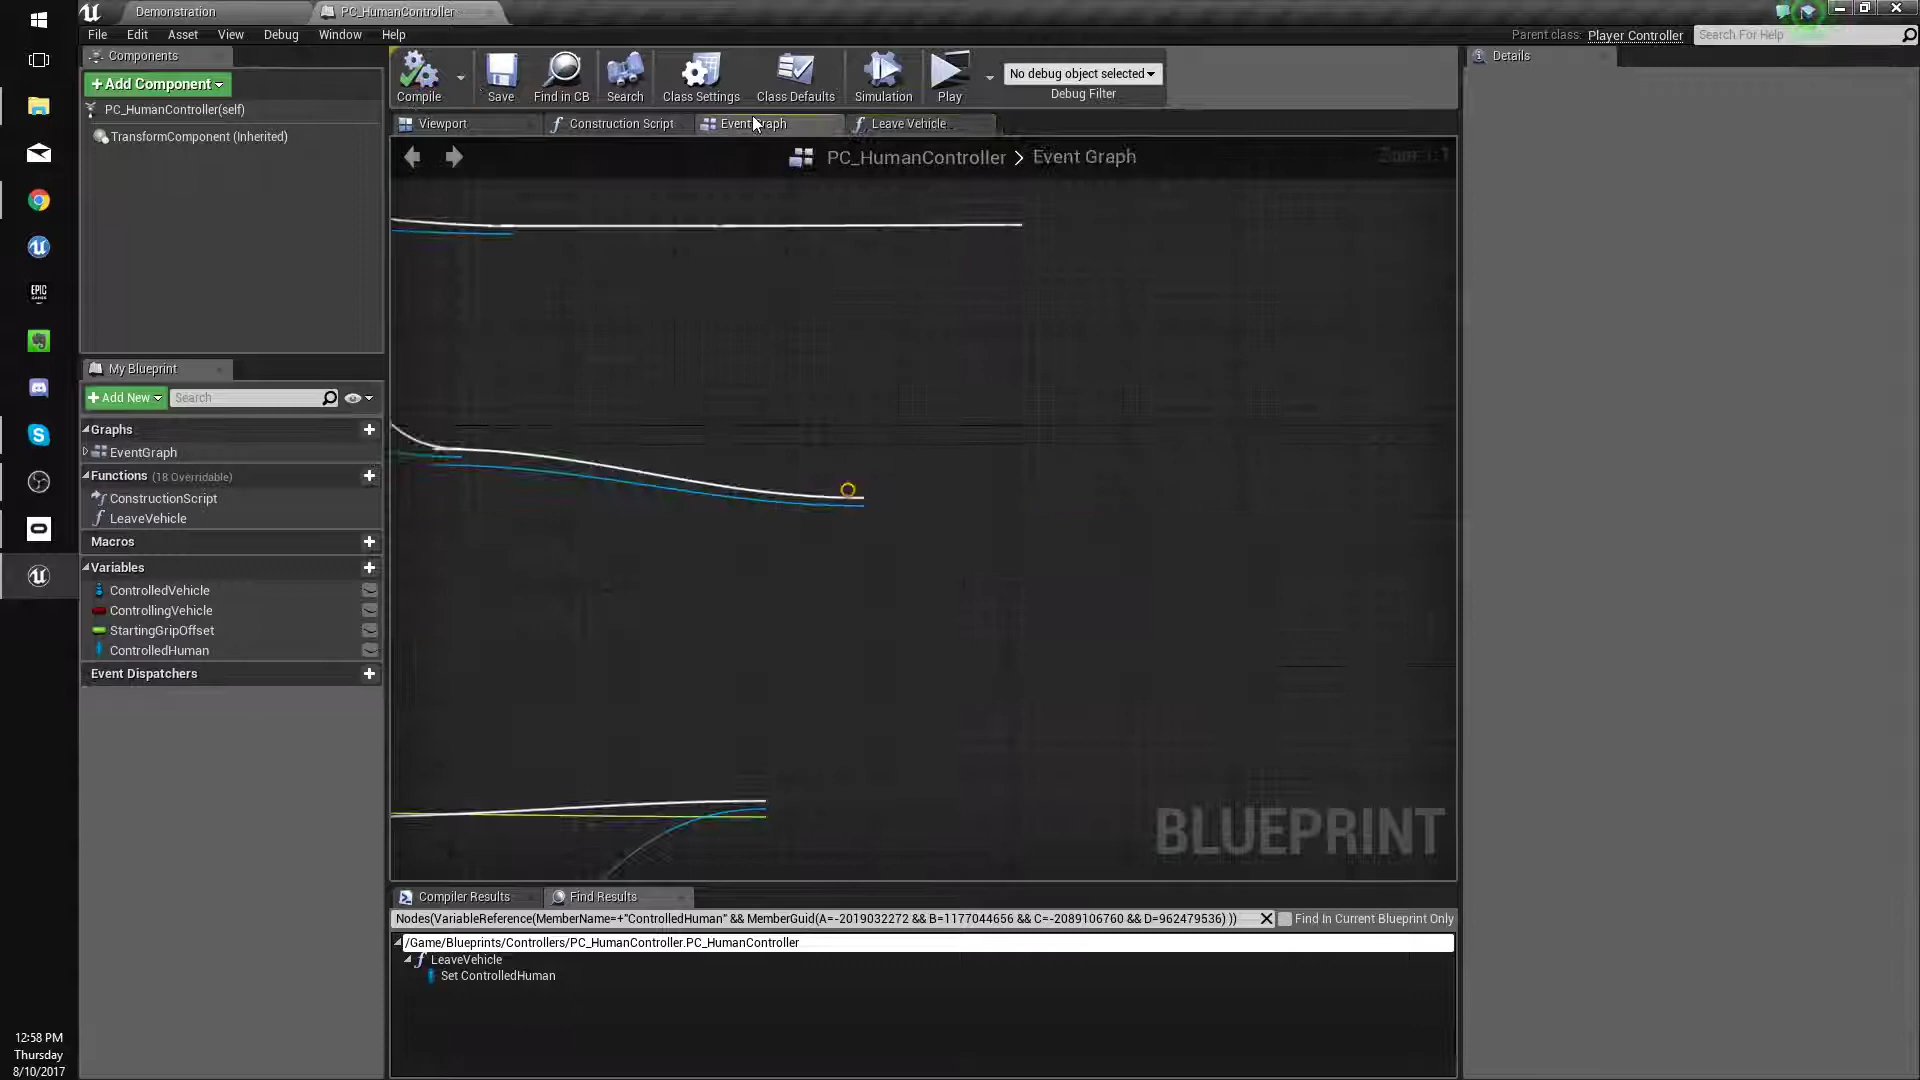 Demonstration
PC_HumanController
File Edit Asset View Debug Window Help
Parent class: Player Controller
Search For Help
Components
+Add Component
PC_HumanController(self)
TransformComponent (Inherited)
Compile
Save
Find in CB
Search
Class Settings
Class Defaults
Simulation
Play
No debug object selected
Debug Filter
Details
Viewport
Construction Script
Leave Vehicle
PC_HumanController > Event Graph
My Blueprint
+Add New
Search
Graphs
EventGraph
Functions (18 Overridable)
ConstructionScript
LeaveVehicle
Macros
Variables
ControlledVehicle
ControllingVehicle
StartingGripOffset
ControlledHuman
Event Dispatchers
BLUEPRINT
Compiler Results
Find Results
Nodes(VariableReference(MemberName=+"ControlledHuman" && MemberGuid(A=-2019032272 && B=1177044656 && C=-2089106760 && D=962479536) ))
Find In Current Blueprint Only
/Game/Blueprints/Controllers/PC_HumanController.PC_HumanController
LeaveVehicle
Set ControlledHuman
EPIC
GAMES
12:58 PM
Thursday
8/10/2017